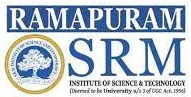 RAMAPURAM
SRM
INSTITUTE OF SCIENCE & TECHNOLOGY
(Deemed to be University u/s 3 of UGC Act, 1956)